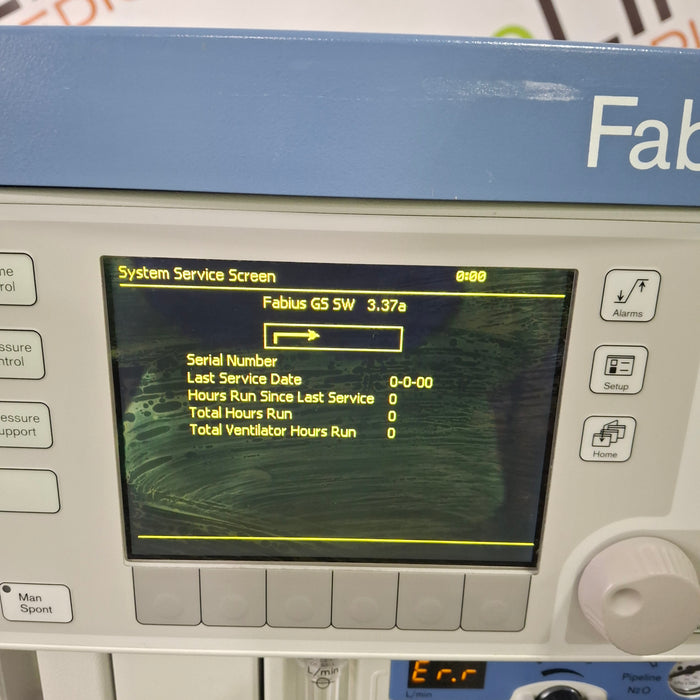 Fab
System Service Screen 0:00
Fabius GS SW 3.37a
Serial Number
Last Service Date 0-0-00
Hours Run Since Last Service 0
Total Hours Run 0
Total Ventilator Hours Run 0
Alarms
Setup
Home
Man
Spont
L/min
Err.r
L/min
Pipeline
N2O